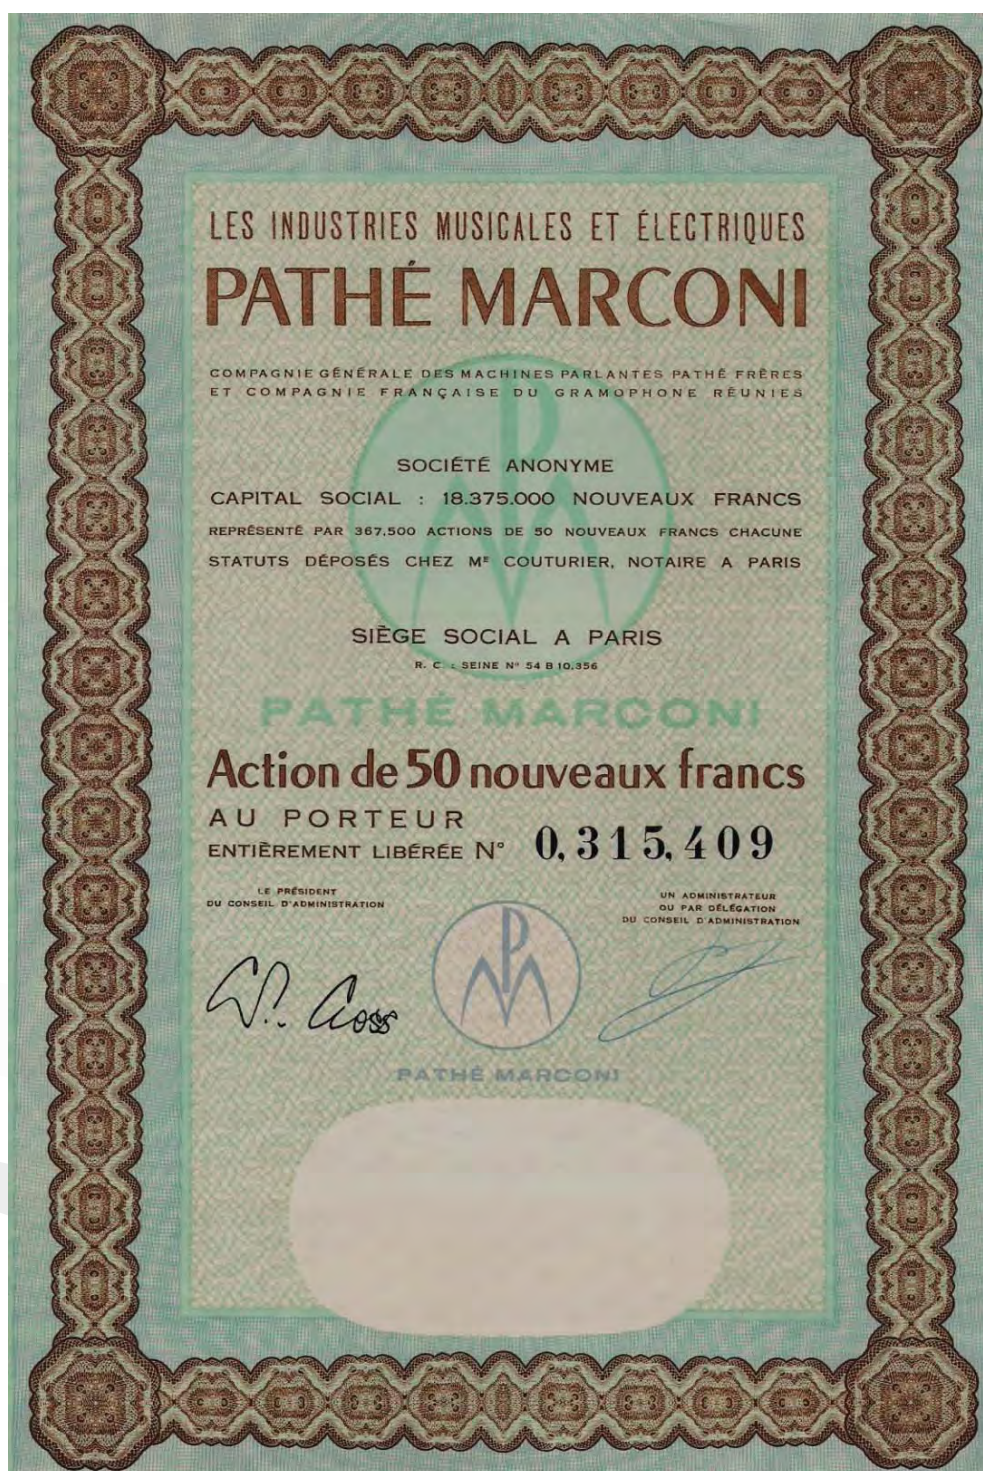 LES INDUSTRIES MUSICALES ET ÉLECTRIQUES
PATHÉ MARCONI
COMPAGNIE GÉNÉRALE DES MACHINES PARLANTES PATHÉ FRÈRES
ET COMPAGNIE FRANÇAISE DU GRAMOPHONE RÉUNIES
SOCIÉTÉ ANONYME
CAPITAL SOCIAL : 18.375.000 NOUVEAUX FRANCS
REPRÉSENTÉ PAR 367.500 ACTIONS DE 50 NOUVEAUX FRANCS CHACUNE
STATUTS DÉPOSÉS CHEZ Mᴱ COUTURIER, NOTAIRE A PARIS
SIÈGE SOCIAL A PARIS
R. C. : SEINE Nº 54 B 10.356
PATHÉ MARCONI
Action de 50 nouveaux francs
AU PORTEUR
ENTIÈREMENT LIBÉRÉE N° 0,315,409
LE PRÉSIDENT
DU CONSEIL D'ADMINISTRATION
UN ADMINISTRATEUR
OU PAR DÉLÉGATION
DU CONSEIL D'ADMINISTRATION
PATHÉ MARCONI